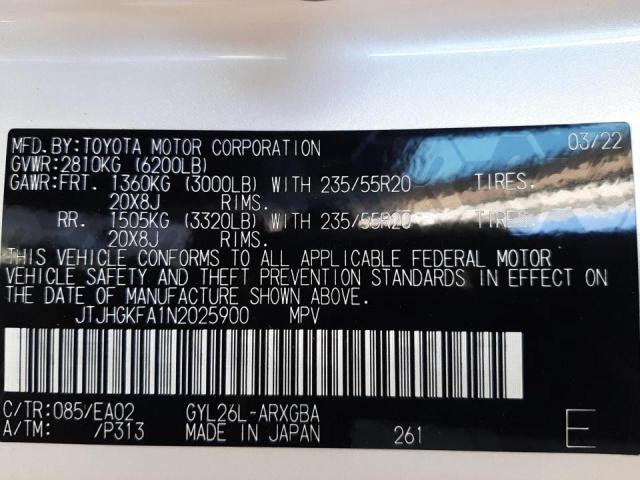 MFD.BY:TOYOTA MOTOR CORPORATION 03/22
GVWR:2810KG (6200LB)
GAWR:FRT. 1360KG (3000LB) WITH 235/55R20 TIRES.
20X8J RIMS.
RR. 1505KG (3320LB) WITH 235/55R20 TIRES.
20X8J RIMS.
THIS VEHICLE CONFORMS TO ALL APPLICABLE FEDERAL MOTOR
VEHICLE SAFETY AND THEFT PREVENTION STANDARDS IN EFFECT ON
THE DATE OF MANUFACTURE SHOWN ABOVE.
JTJHGKFA1N2025900 MPV
C/TR:085/EA02 GYL26L-ARXGBA
A/TM: /P313 MADE IN JAPAN 261 E